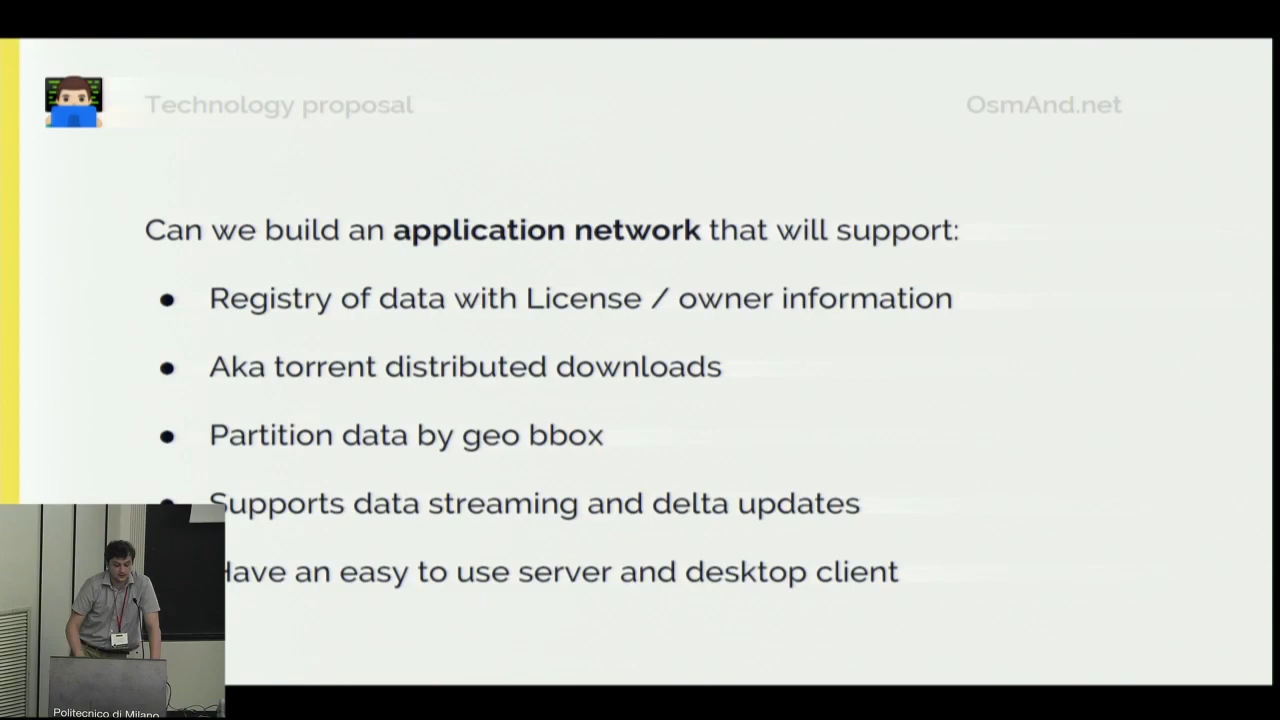 Technology proposal
OsmAnd.net
Can we build an application network that will support:
● Registry of data with License / owner information
● Aka torrent distributed downloads
● Partition data by geo bbox
● Supports data streaming and delta updates
Have an easy to use server and desktop client
Politecnico di Milano